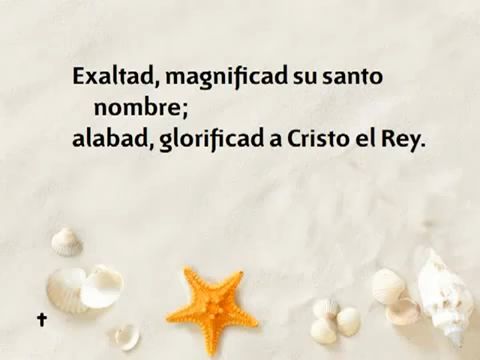 Exaltad, magnificad su santo
nombre;
alabad, glorificad a Cristo el Rey.